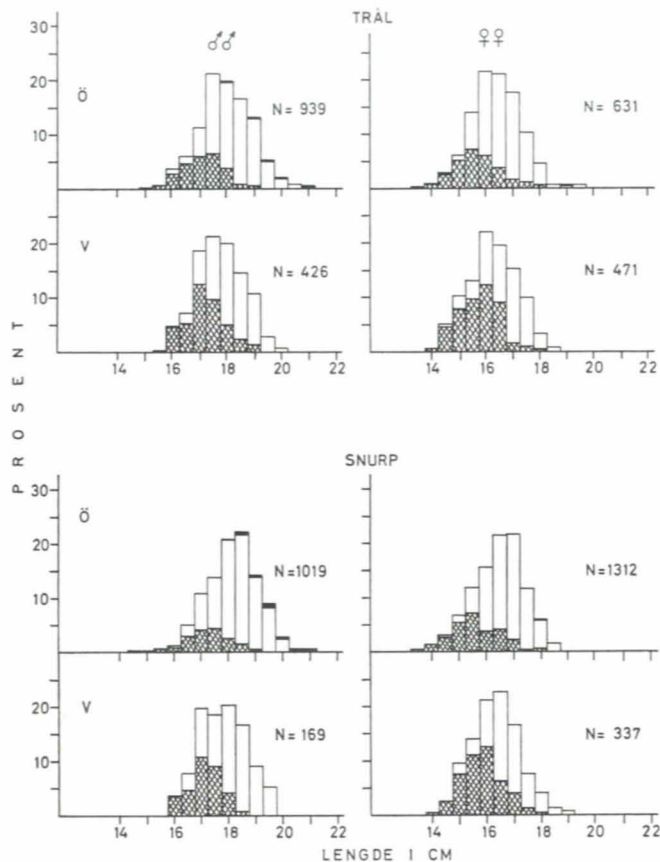 TRÅL
♂♂
♀♀
30
20
10
Ö
N= 939
N= 631
20
10
V
N= 426
N= 471
14 16 18 20 22
14 16 18 20 22
PROSENT
SNURP
30
20
10
Ö
N=1019
N=1312
20
10
V
N= 169
N= 337
14 16 18 20 22
14 16 18 20 22
LENGDE I CM